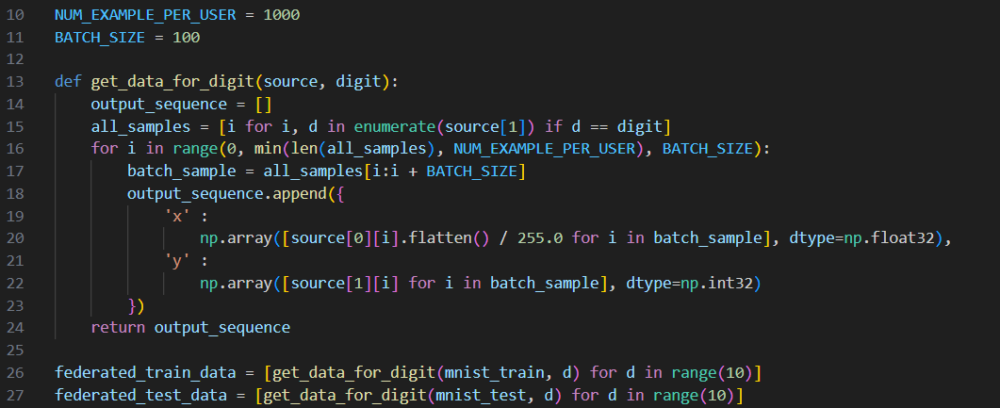 10 NUM_EXAMPLE_PER_USER = 1000
11 BATCH_SIZE = 100
12
13 def get_data_for_digit(source, digit):
14     output_sequence = []
15     all_samples = [i for i, d in enumerate(source[1]) if d == digit]
16     for i in range(0, min(len(all_samples), NUM_EXAMPLE_PER_USER), BATCH_SIZE):
17         batch_sample = all_samples[i:i + BATCH_SIZE]
18         output_sequence.append({
19             'x' :
20                 np.array([source[0][i].flatten() / 255.0 for i in batch_sample], dtype=np.float32),
21             'y' :
22                 np.array([source[1][i] for i in batch_sample], dtype=np.int32)
23         })
24     return output_sequence
25
26 federated_train_data = [get_data_for_digit(mnist_train, d) for d in range(10)]
27 federated_test_data = [get_data_for_digit(mnist_test, d) for d in range(10)]